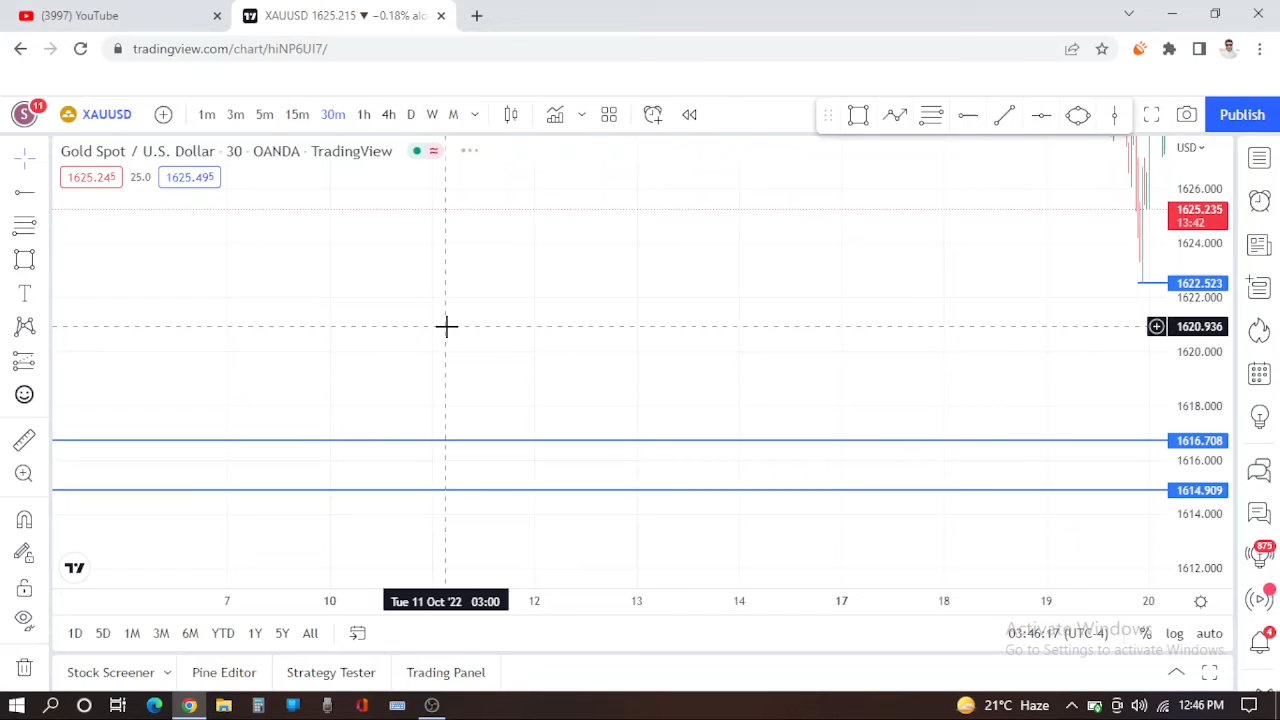 (3997) YouTube
XAUUSD 1625.215 ▼ −0.18% alo
tradingview.com/chart/hiNP6UI7/
S 11 XAUUSD 1m 3m 5m 15m 30m 1h 4h D W M Publish
Gold Spot / U.S. Dollar · 30 · OANDA · TradingView
USD
1625.245 25.0 1625.495
1626.000
1625.235
13:42
1624.000
1622.523
1622.000
1620.936
1620.000
1618.000
1616.708
1616.000
1614.909
1614.000
875
1612.000
7 10 Tue 11 Oct '22 03:00 12 13 14 17 18 19 20
1D 5D 1M 3M 6M YTD 1Y 5Y All 03:46:17 (UTC-4) % log auto
4
Activate Windows
Go to Settings to activate Windows.
Stock Screener Pine Editor Strategy Tester Trading Panel
21°C Haze 12:46 PM